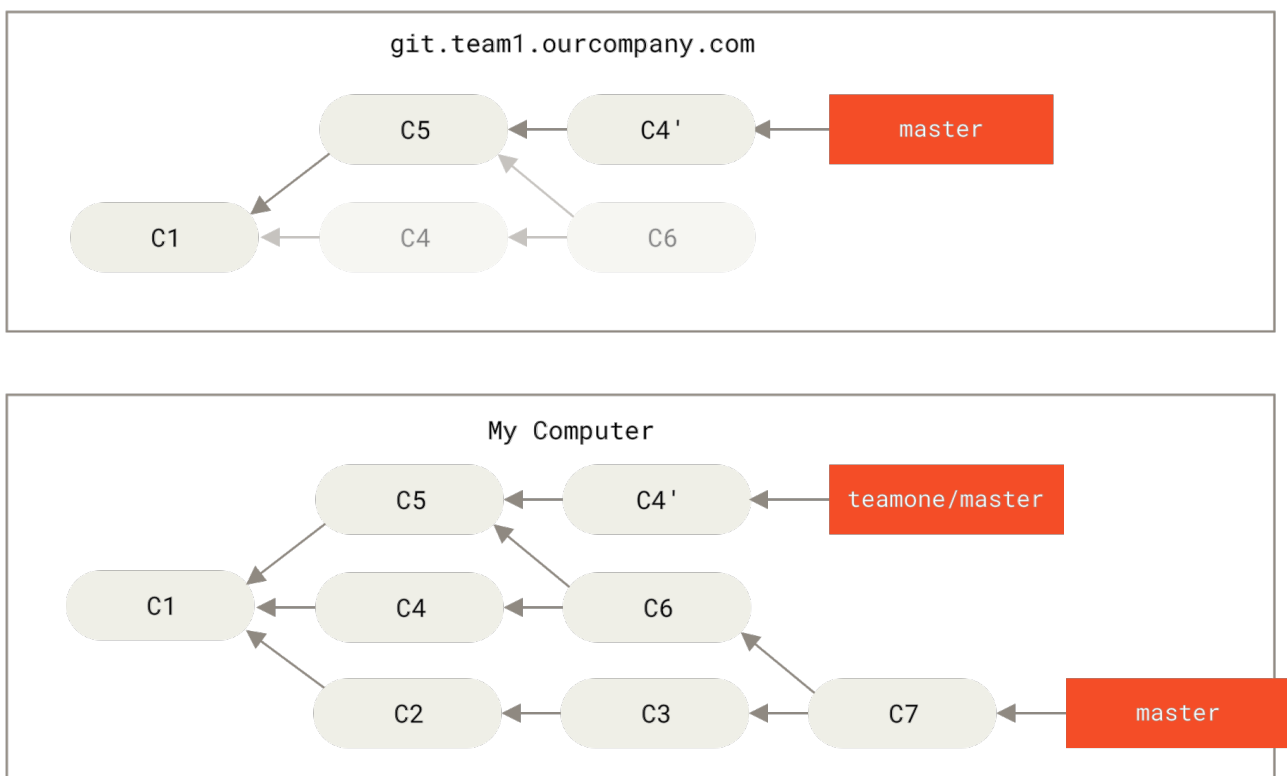 git.team1.ourcompany.com
C5
C4'
master
C1
C4
C6
My Computer
C5
C4'
teamone/master
C1
C4
C6
C2
C3
C7
master